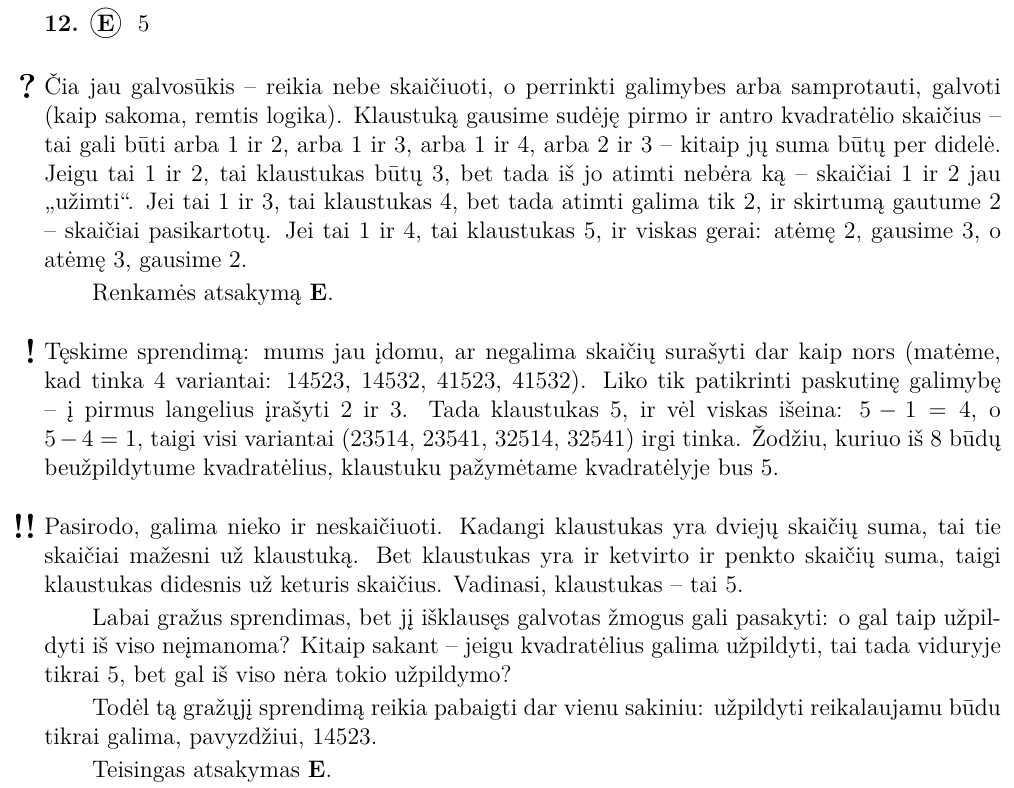 12. E 5
? Čia jau galvosūkis – reikia nebe skaičiuoti, o perrinkti galimybes arba samprotauti, galvoti
(kaip sakoma, remtis logika). Klaustuką gausime sudėję pirmo ir antro kvadratėlio skaičius –
tai gali būti arba 1 ir 2, arba 1 ir 3, arba 1 ir 4, arba 2 ir 3 – kitaip jų suma būtų per didelė.
Jeigu tai 1 ir 2, tai klaustukas būtų 3, bet tada iš jo atimti nebėra ką – skaičiai 1 ir 2 jau
„užimti“. Jei tai 1 ir 3, tai klaustukas 4, bet tada atimti galima tik 2, ir skirtumą gautume 2
– skaičiai pasikartotų. Jei tai 1 ir 4, tai klaustukas 5, ir viskas gerai: atėmę 2, gausime 3, o
atėmę 3, gausime 2.
Renkamės atsakymą E.
! Tęskime sprendimą: mums jau įdomu, ar negalima skaičių surašyti dar kaip nors (matėme,
kad tinka 4 variantai: 14523, 14532, 41523, 41532). Liko tik patikrinti paskutinę galimybę
– į pirmus langelius įrašyti 2 ir 3. Tada klaustukas 5, ir vėl viskas išeina: 5 − 1 = 4, o
5 − 4 = 1, taigi visi variantai (23514, 23541, 32514, 32541) irgi tinka. Žodžiu, kuriuo iš 8 būdų
beužpildytume kvadratėlius, klaustuku pažymėtame kvadratėlyje bus 5.
!! Pasirodo, galima nieko ir neskaičiuoti. Kadangi klaustukas yra dviejų skaičių suma, tai tie
skaičiai mažesni už klaustuką. Bet klaustukas yra ir ketvirto ir penkto skaičių suma, taigi
klaustukas didesnis už keturis skaičius. Vadinasi, klaustukas – tai 5.
Labai gražus sprendimas, bet jį išklausęs galvotas žmogus gali pasakyti: o gal taip užpil-
dyti iš viso neįmanoma? Kitaip sakant – jeigu kvadratėlius galima užpildyti, tai tada viduryje
tikrai 5, bet gal iš viso nėra tokio užpildymo?
Todėl tą gražųjį sprendimą reikia pabaigti dar vienu sakiniu: užpildyti reikalaujamu būdu
tikrai galima, pavyzdžiui, 14523.
Teisingas atsakymas E.